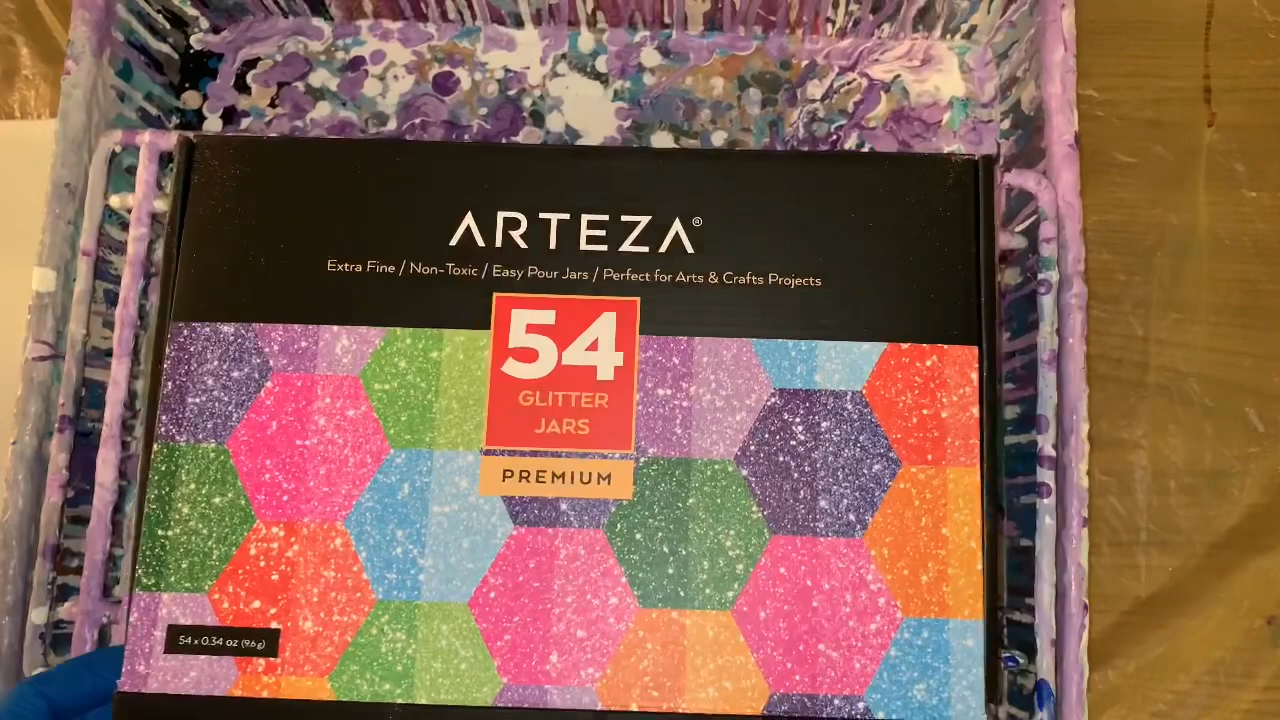 ARTEZA®
Extra Fine / Non-Toxic / Easy Pour Jars / Perfect for Arts & Crafts Projects
54
GLITTER
JARS
PREMIUM
54 x 0.34 oz (9.6 g)